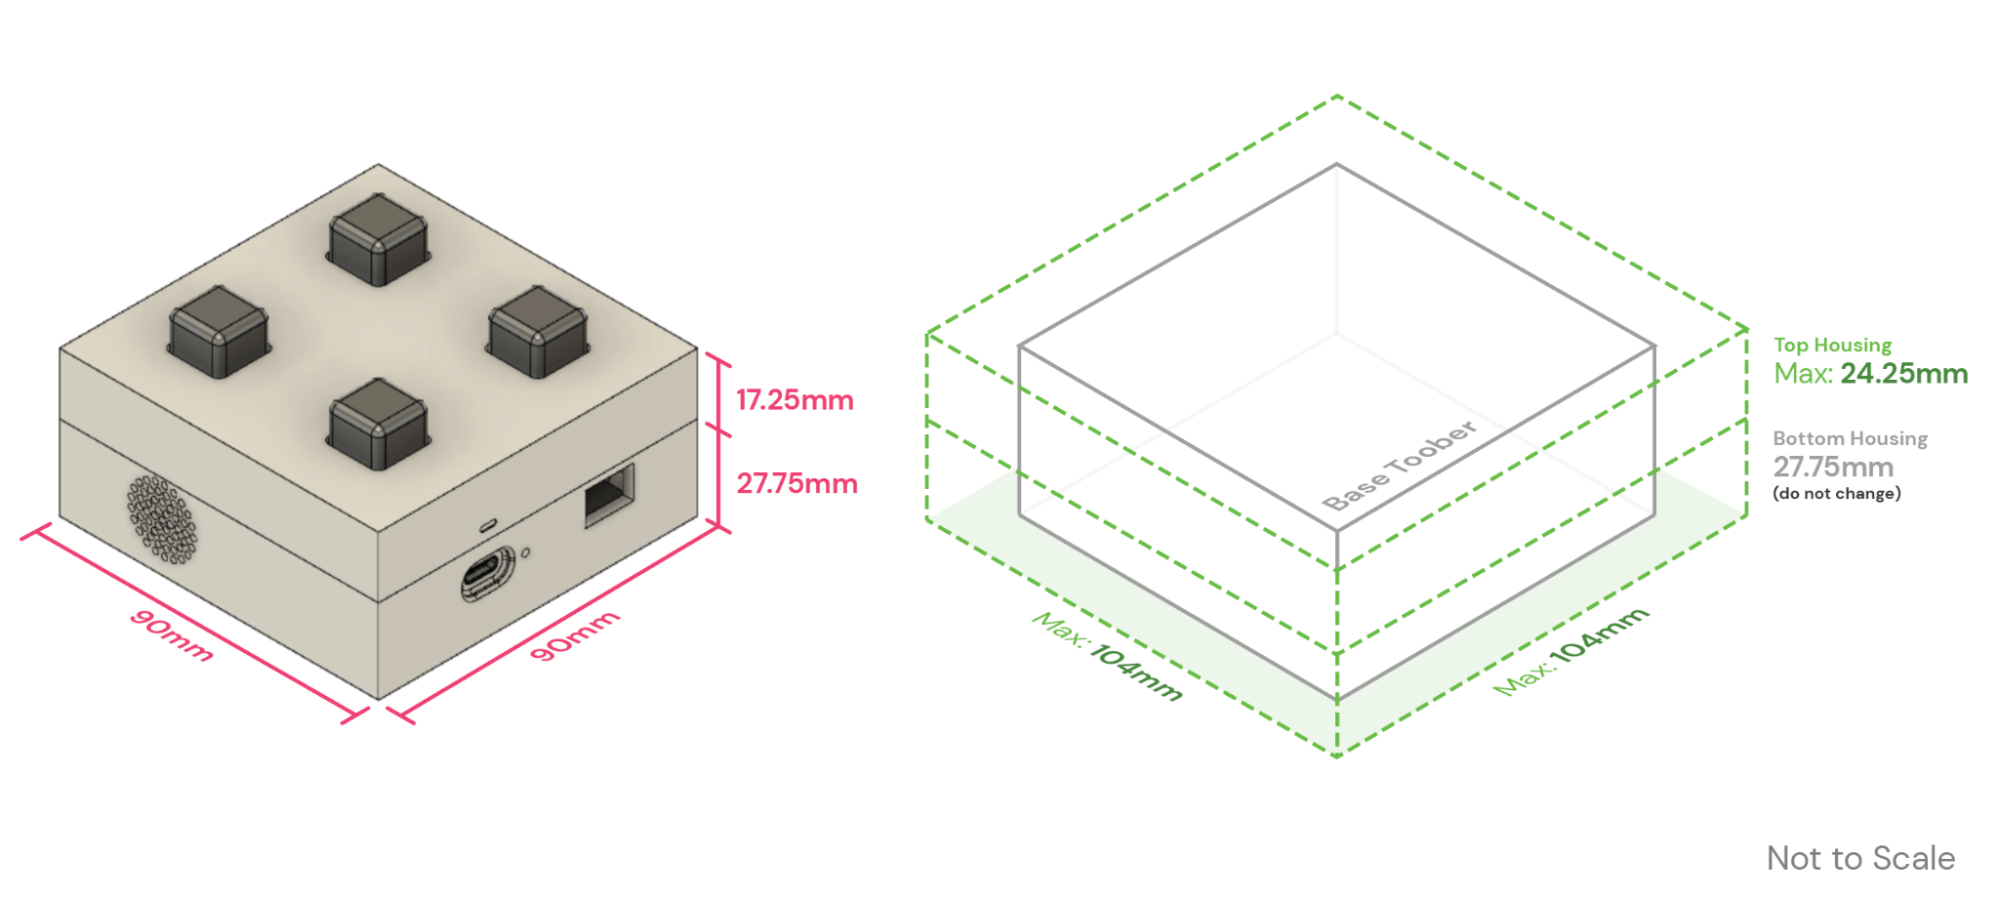 17.25mm
27.75mm
90mm
90mm
Base Toober
Top Housing
Max: 24.25mm
Bottom Housing
27.75mm
(do not change)
Max: 104mm
Max: 104mm
Not to Scale